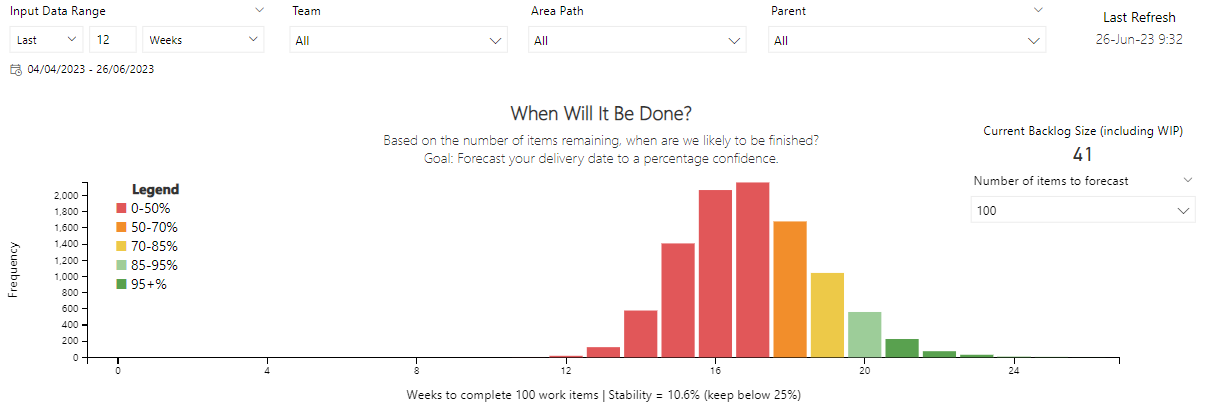 Input Data Range
Team
Area Path
Parent
Last Refresh
Last
12
Weeks
All
All
All
26-Jun-23 9:32
04/04/2023 - 26/06/2023
When Will It Be Done?
Based on the number of items remaining, when are we likely to be finished?
Goal: Forecast your delivery date to a percentage confidence.
Current Backlog Size (including WIP)
41
Number of items to forecast
100
Legend
0-50%
50-70%
70-85%
85-95%
95+%
Frequency
2,000
1,800
1,600
1,400
1,200
1,000
800
600
400
200
0
0 4 8 12 16 20 24
Weeks to complete 100 work items | Stability = 10.6% (keep below 25%)